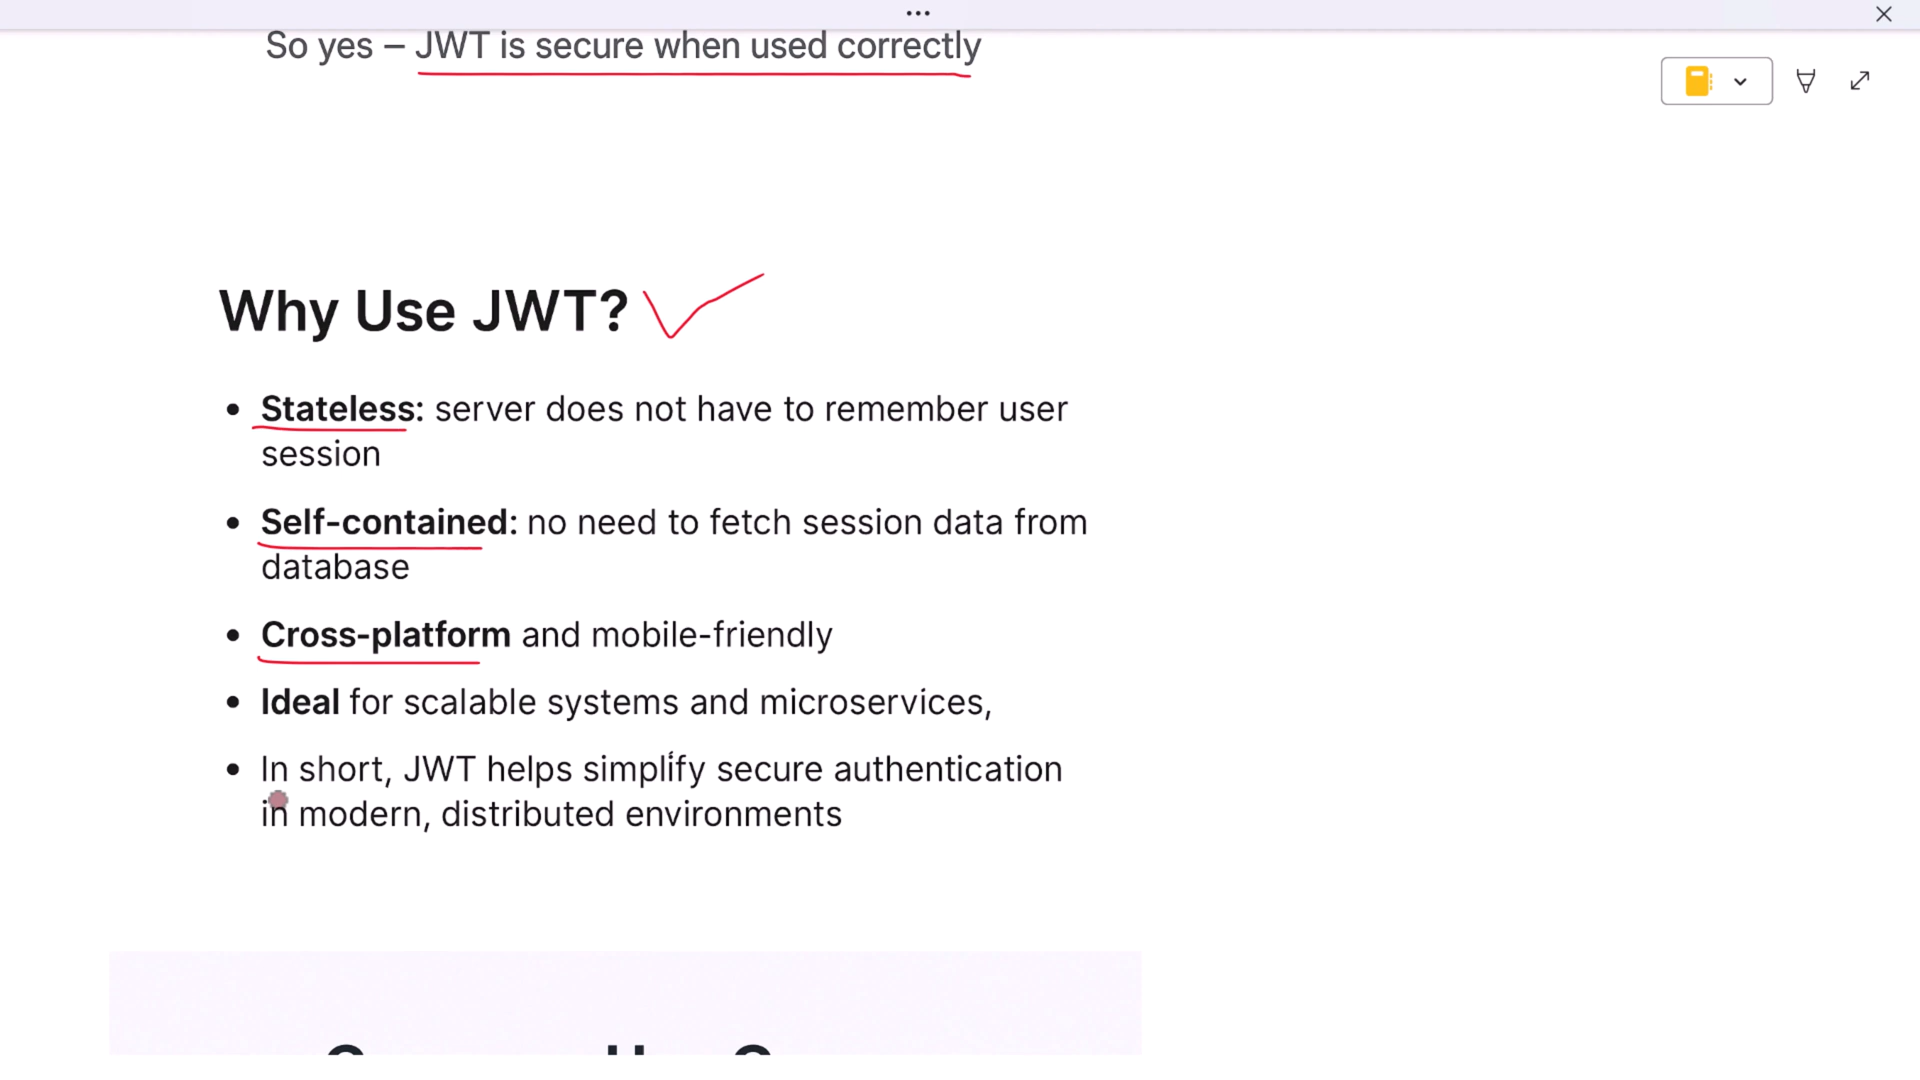 So yes – JWT is secure when used correctly
Why Use JWT?
• Stateless: server does not have to remember user
session
• Self-contained: no need to fetch session data from
database
• Cross-platform and mobile-friendly
• Ideal for scalable systems and microservices,
• In short, JWT helps simplify secure authentication
in modern, distributed environments